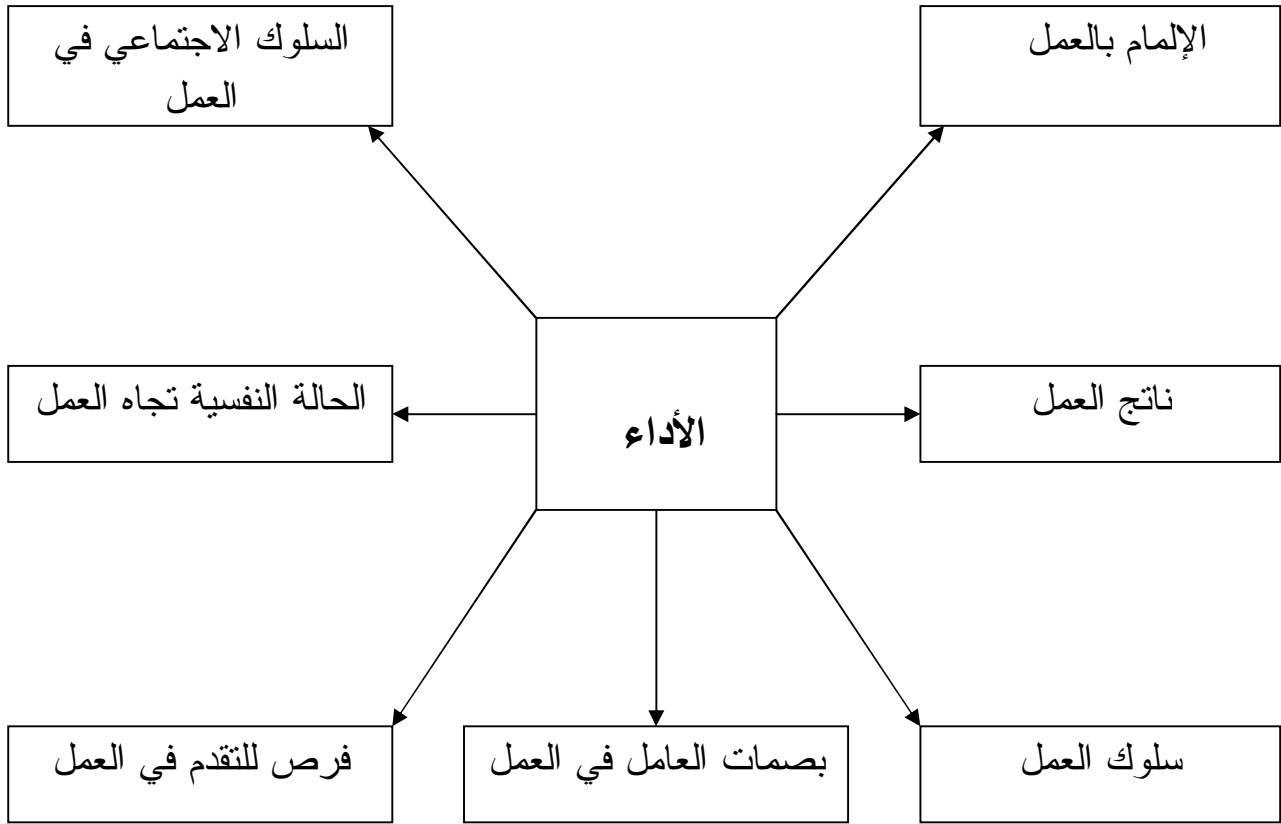 الإلمام بالعمل
السلوك الاجتماعي في
العمل
ناتج العمل
الأداء
الحالة النفسية تجاه العمل
سلوك العمل
بصمات العامل في العمل
فرص للتقدم في العمل